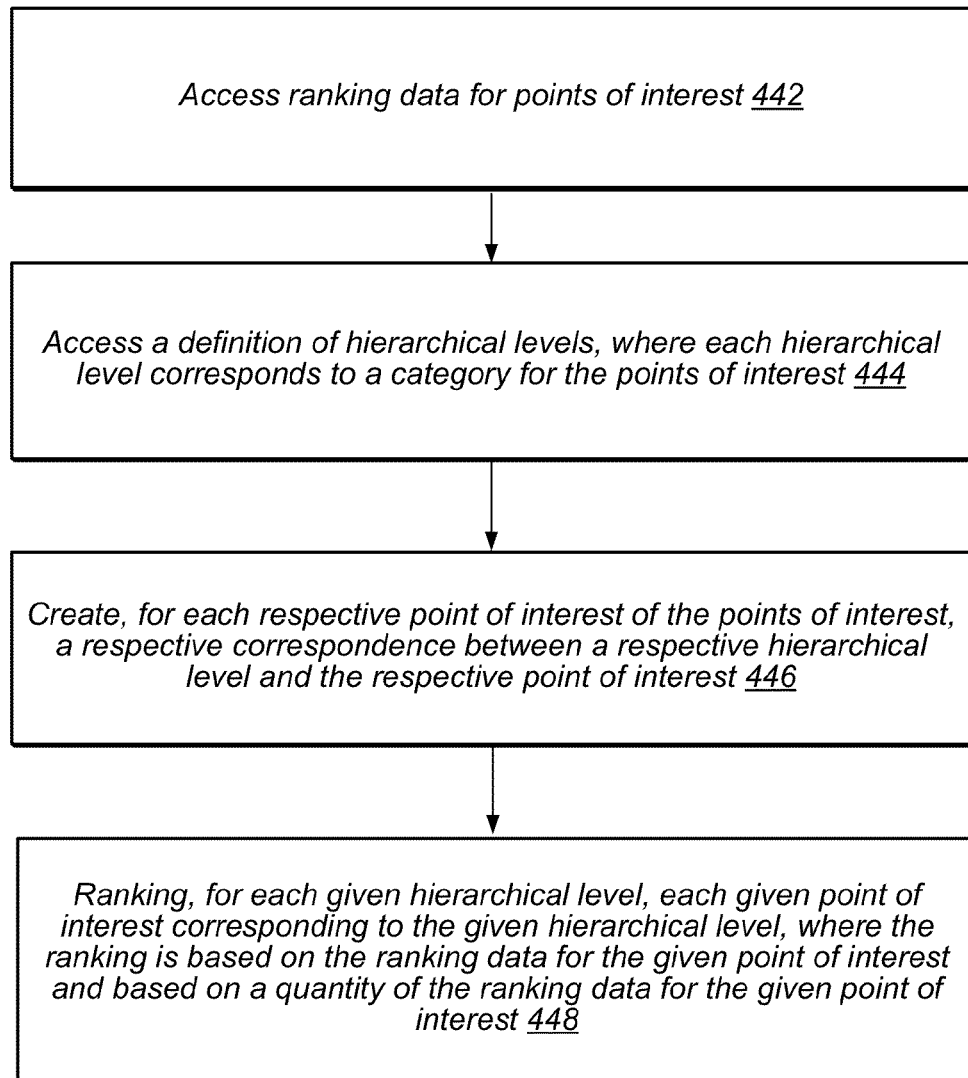 Access ranking data for points of interest 442
Access a definition of hierarchical levels, where each hierarchical
level corresponds to a category for the points of interest 444
Create, for each respective point of interest of the points of interest,
a respective correspondence between a respective hierarchical
level and the respective point of interest 446
Ranking, for each given hierarchical level, each given point of
interest corresponding to the given hierarchical level, where the
ranking is based on the ranking data for the given point of interest
and based on a quantity of the ranking data for the given point of
interest 448